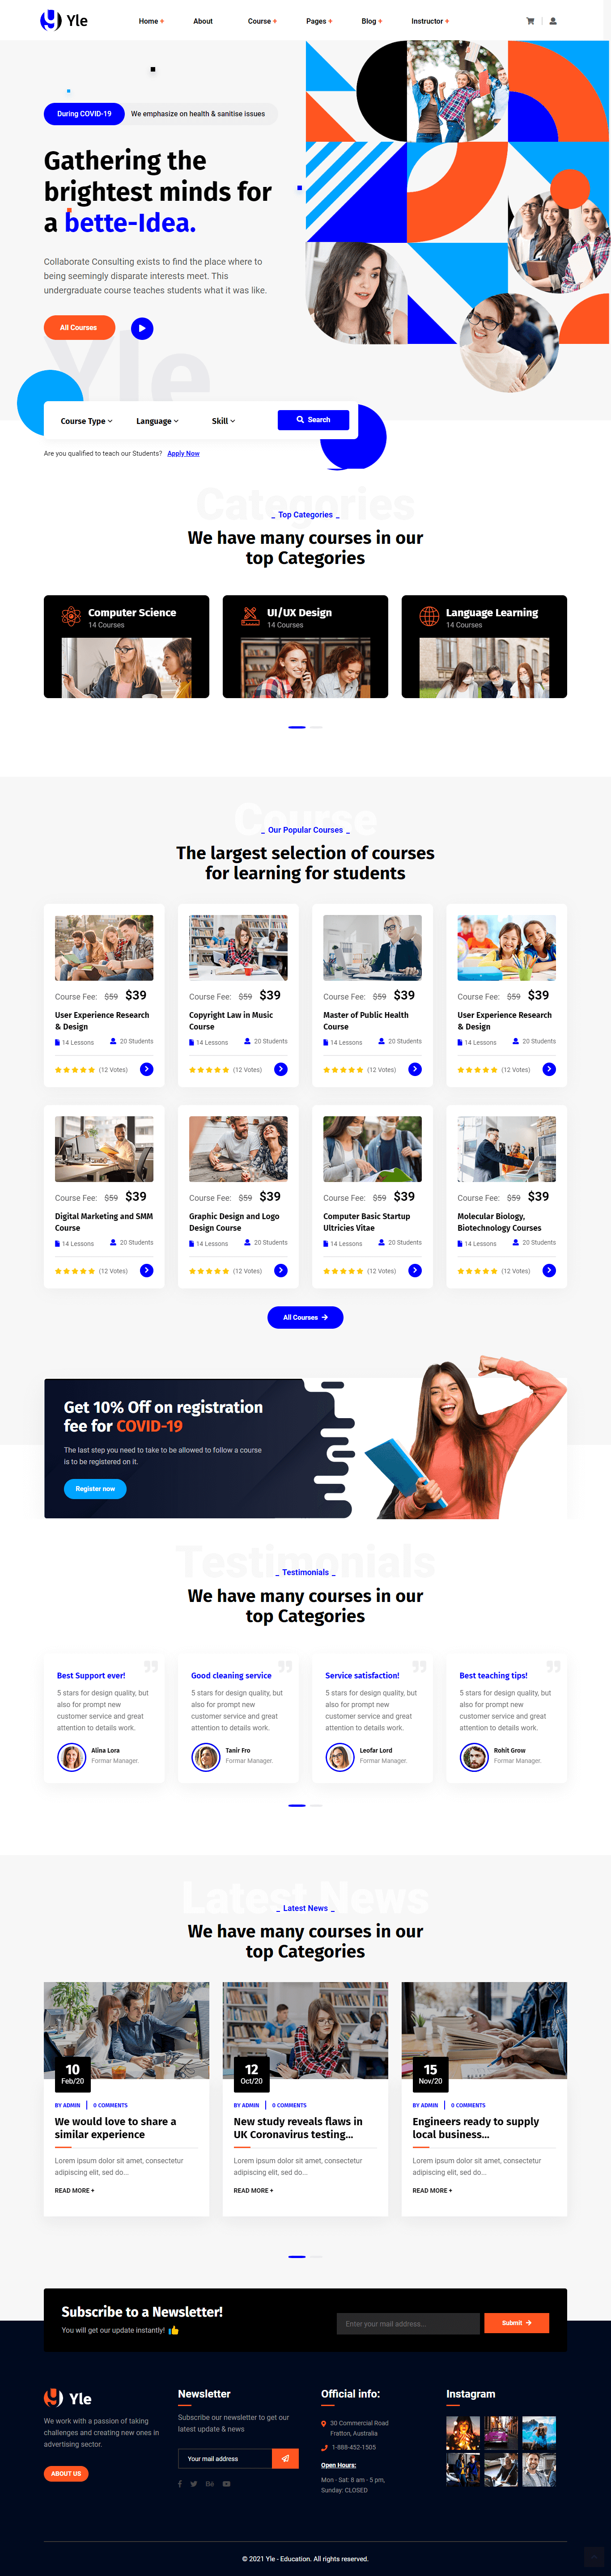 Yle
Home + About Course + Pages + Blog + Instructor +
During COVID-19 We emphasize on health & sanitise issues
Gathering the
brightest minds for
a bette-Idea.
Collaborate Consulting exists to find the place where to
being seemingly disparate interests meet. This
undergraduate course teaches students what it was like.
All Courses
Yle
Course Type Language Skill Search
Are you qualified to teach our Students? Apply Now
Categories
_ Top Categories _
We have many courses in our
top Categories
Computer Science
14 Courses
UI/UX Design
14 Courses
Language Learning
14 Courses
Course
_ Our Popular Courses _
The largest selection of courses
for learning for students
Course Fee: $59 $39
User Experience Research
& Design
14 Lessons 20 Students
(12 Votes)
Course Fee: $59 $39
Copyright Law in Music
Course
14 Lessons 20 Students
(12 Votes)
Course Fee: $59 $39
Master of Public Health
Course
14 Lessons 20 Students
(12 Votes)
Course Fee: $59 $39
User Experience Research
& Design
14 Lessons 20 Students
(12 Votes)
Course Fee: $59 $39
Digital Marketing and SMM
Course
14 Lessons 20 Students
(12 Votes)
Course Fee: $59 $39
Graphic Design and Logo
Design Course
14 Lessons 20 Students
(12 Votes)
Course Fee: $59 $39
Computer Basic Startup
Ultricies Vitae
14 Lessons 20 Students
(12 Votes)
Course Fee: $59 $39
Molecular Biology,
Biotechnology Courses
14 Lessons 20 Students
(12 Votes)
All Courses
Get 10% Off on registration
fee for COVID-19
The last step you need to take to be allowed to follow a course
is to be registered on it.
Register now
Testimonials
_ Testimonials _
We have many courses in our
top Categories
Best Support ever!
5 stars for design quality, but
also for prompt new
customer service and great
attention to details work.
Alina Lora
Formar Manager.
Good cleaning service
5 stars for design quality, but
also for prompt new
customer service and great
attention to details work.
Tanir Fro
Formar Manager.
Service satisfaction!
5 stars for design quality, but
also for prompt new
customer service and great
attention to details work.
Leofar Lord
Formar Manager.
Best teaching tips!
5 stars for design quality, but
also for prompt new
customer service and great
attention to details work.
Rohit Grow
Formar Manager.
Latest News
_ Latest News _
We have many courses in our
top Categories
10
Feb/20
BY ADMIN 0 COMMENTS
We would love to share a
similar experience
Lorem ipsum dolor sit amet, consectetur
adipiscing elit, sed do...
READ MORE +
12
Oct/20
BY ADMIN 0 COMMENTS
New study reveals flaws in
UK Coronavirus testing...
Lorem ipsum dolor sit amet, consectetur
adipiscing elit, sed do...
READ MORE +
15
Nov/20
BY ADMIN 0 COMMENTS
Engineers ready to supply
local business...
Lorem ipsum dolor sit amet, consectetur
adipiscing elit, sed do...
READ MORE +
Subscribe to a Newsletter!
You will get our update instantly!
Enter your mail address... Submit
Yle
We work with a passion of taking
challenges and creating new ones in
advertising sector.
ABOUT US
Newsletter
Subscribe our newsletter to get our
latest update & news
Your mail address
Bē
Official info:
30 Commercial Road
Fratton, Australia
1-888-452-1505
Open Hours:
Mon - Sat: 8 am - 5 pm,
Sunday: CLOSED
Instagram
© 2021 Yle - Education. All rights reserved.